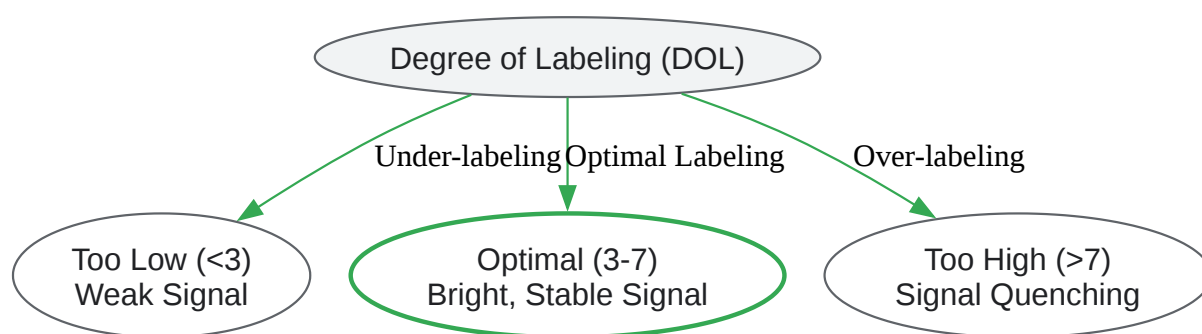 Degree of Labeling (DOL)
Under-labeling
Optimal Labeling
Over-labeling
Too Low (<3)
Weak Signal
Optimal (3-7)
Bright, Stable Signal
Too High (>7)
Signal Quenching